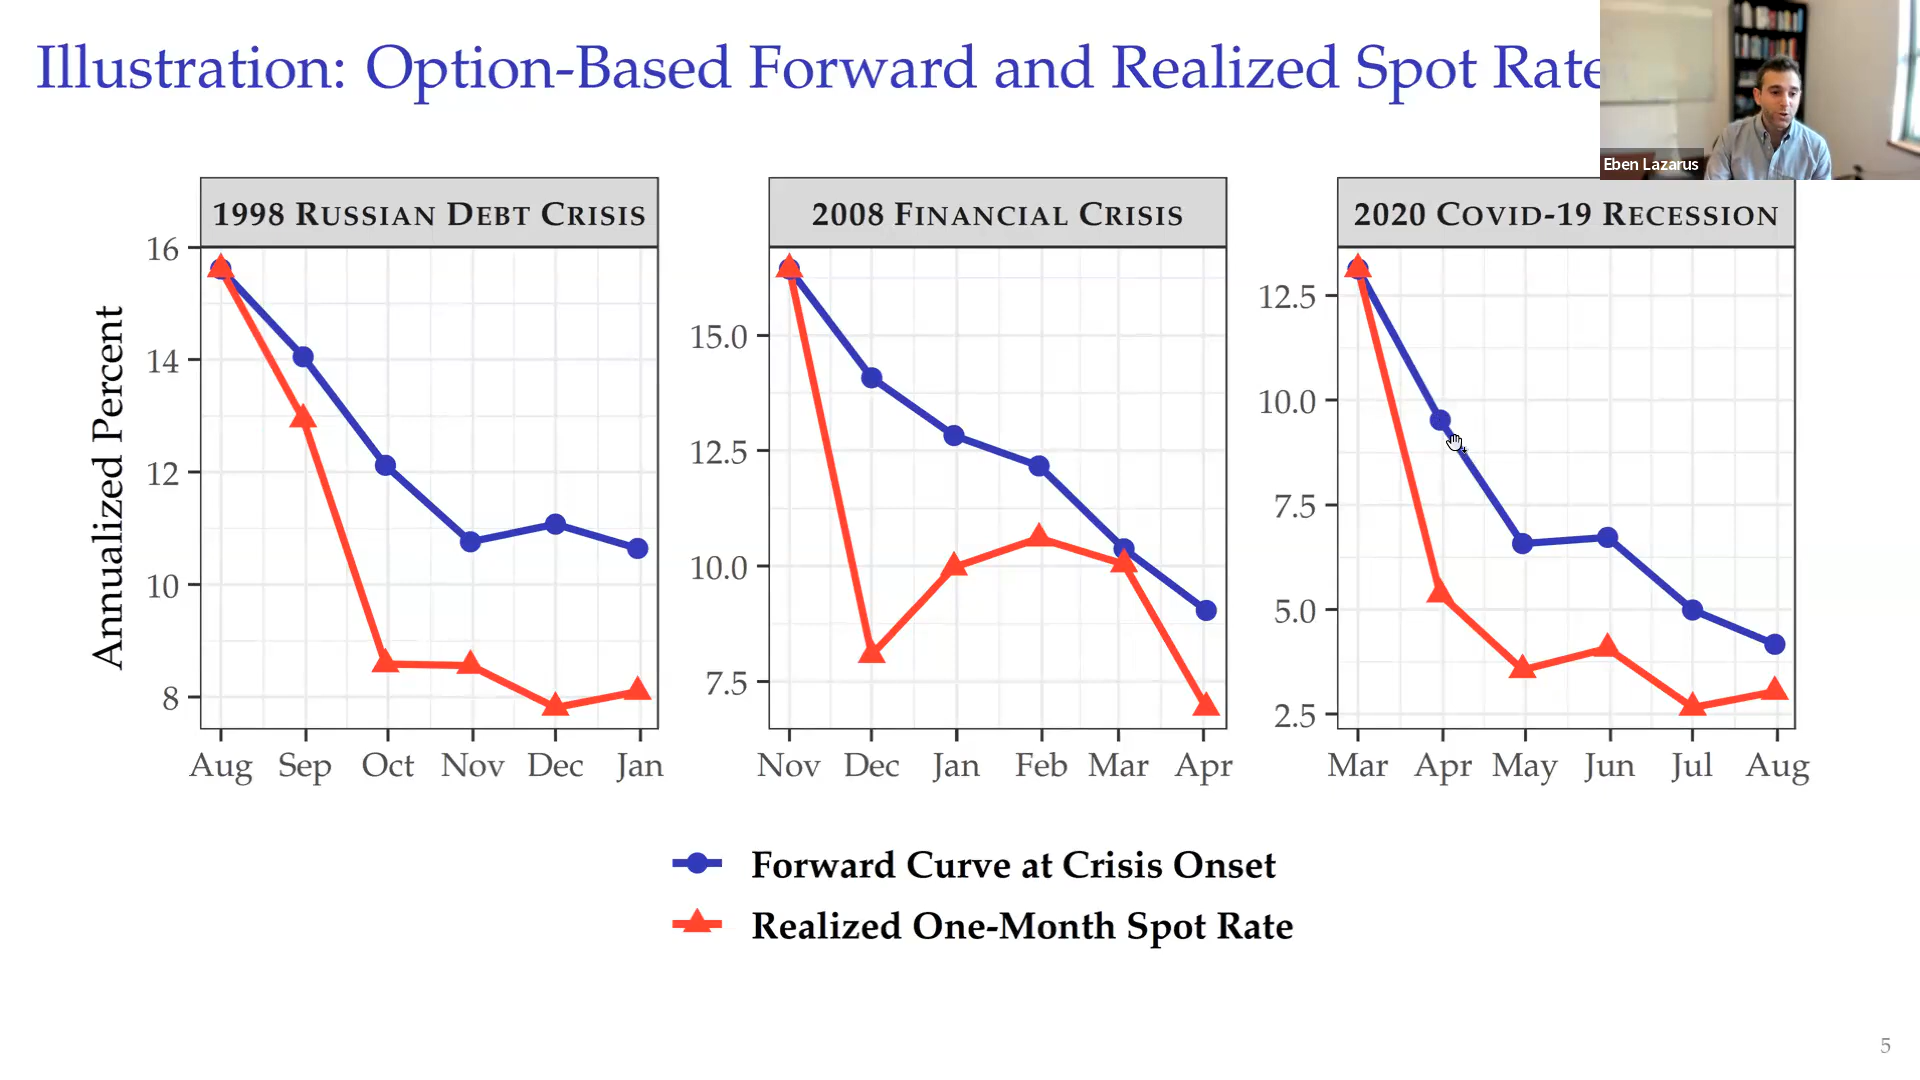 Illustration: Option-Based Forward and Realized Spot Rate
Eben Lazarus
1998 RUSSIAN DEBT CRISIS
2008 FINANCIAL CRISIS
2020 COVID-19 RECESSION
Annualized Percent
16
14
12
10
8
15.0
12.5
10.0
7.5
12.5
10.0
7.5
5.0
2.5
Aug Sep Oct Nov Dec Jan
Nov Dec Jan Feb Mar Apr
Mar Apr May Jun Jul Aug
Forward Curve at Crisis Onset
Realized One-Month Spot Rate
5